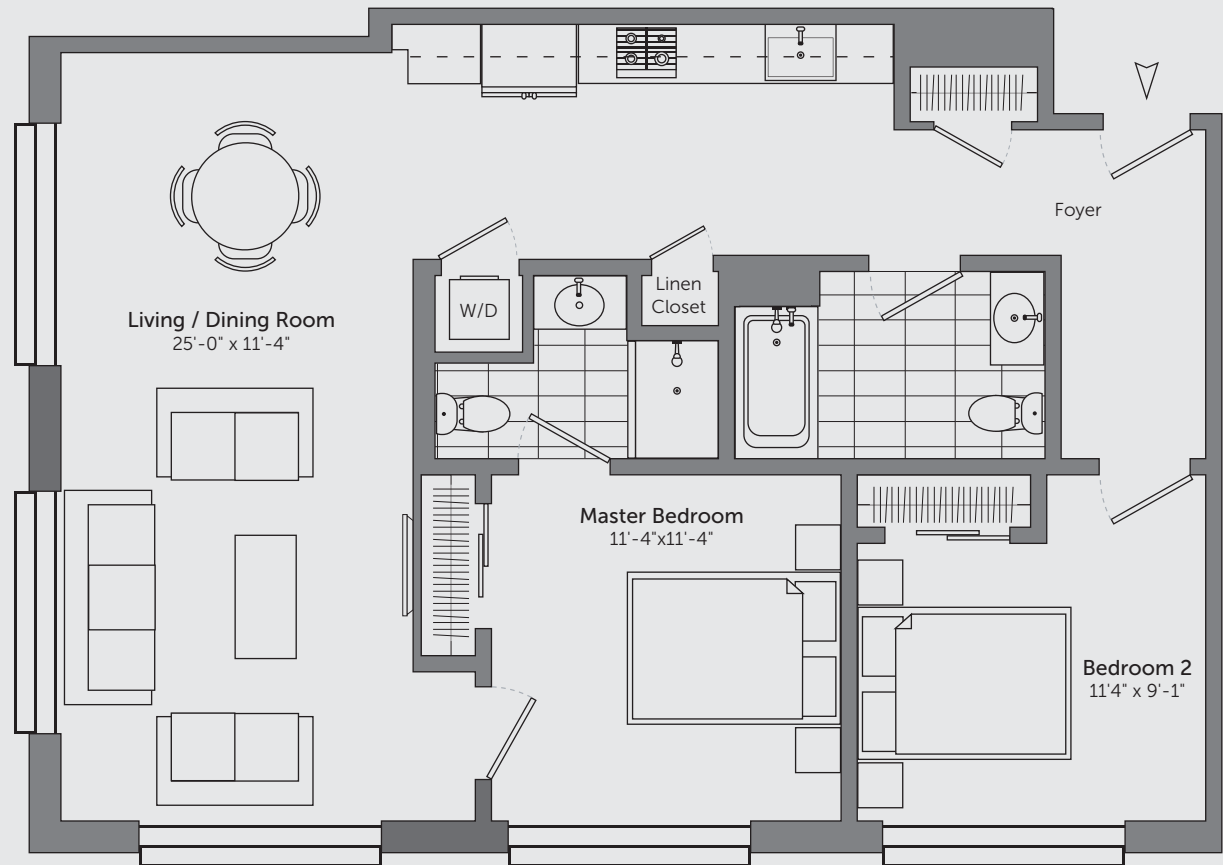 Foyer
W/D
Linen
Closet
Living / Dining Room
25'-0" x 11'-4"
Master Bedroom
11'-4"x11'-4"
Bedroom 2
11'4" x 9'-1"